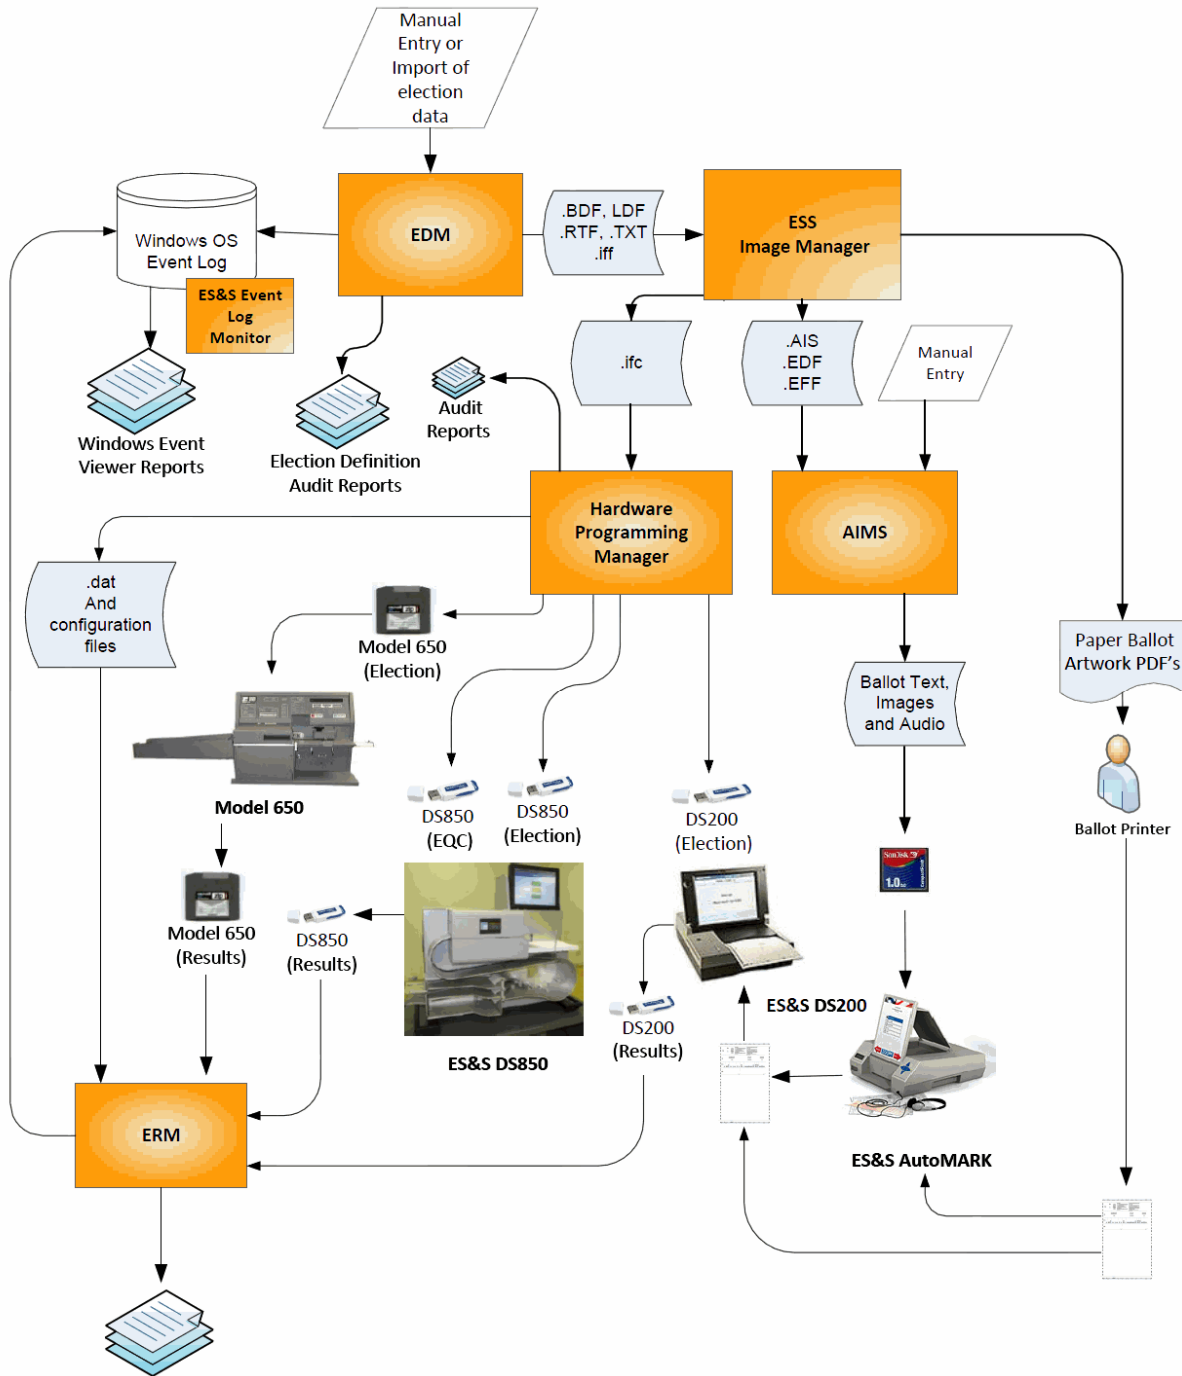 Manual
Entry or
Import of
election
data
EDM
.BDF, LDF
.RTF, .TXT
.iff
ESS
Image Manager
Windows OS
Event Log
ES&S Event
Log
Monitor
.ifc
.AIS
.EDF
.EFF
Manual
Entry
Audit
Reports
Windows Event
Viewer Reports
Election Definition
Audit Reports
Hardware
Programming
Manager
AIMS
.dat
And
configuration
files
Model 650
(Election)
Paper Ballot
Artwork PDF's
Ballot Text,
Images
and Audio
Model 650
DS850
(EQC)
DS850
(Election)
DS200
(Election)
Ballot Printer
SanDisk
1.0
Model 650
(Results)
DS850
(Results)
ES&S DS850
DS200
(Results)
ES&S DS200
ERM
ES&S AutoMARK